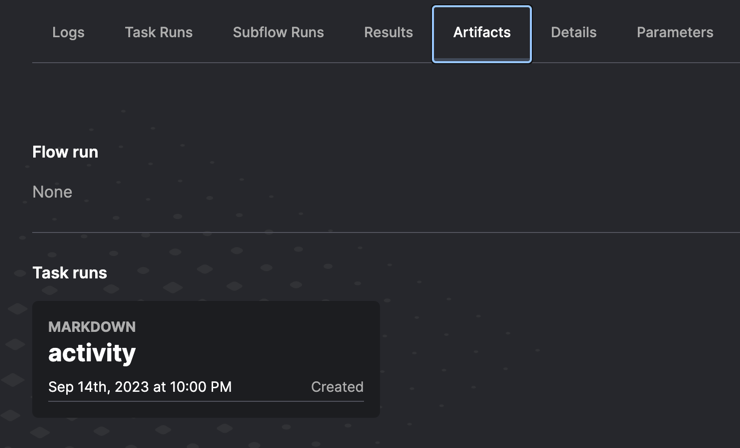 Logs Task Runs Subflow Runs Results Artifacts Details Parameters
Flow run
None
Task runs
MARKDOWN
activity
Sep 14th, 2023 at 10:00 PM Created